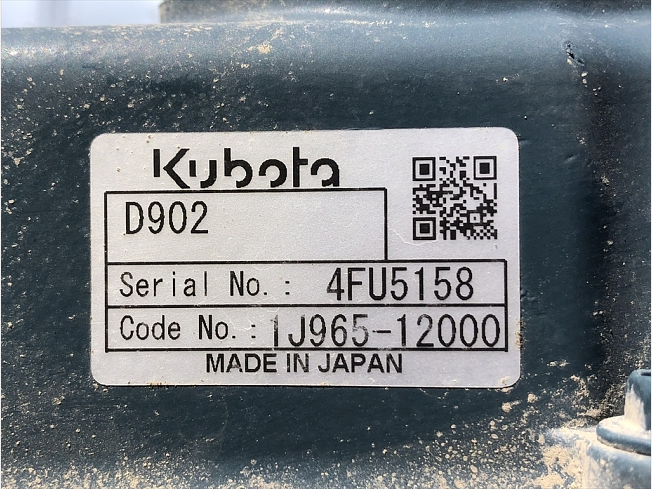 Kubota
D902
Serial No.: 4FU5158
Code No.: 1J965-12000
MADE IN JAPAN